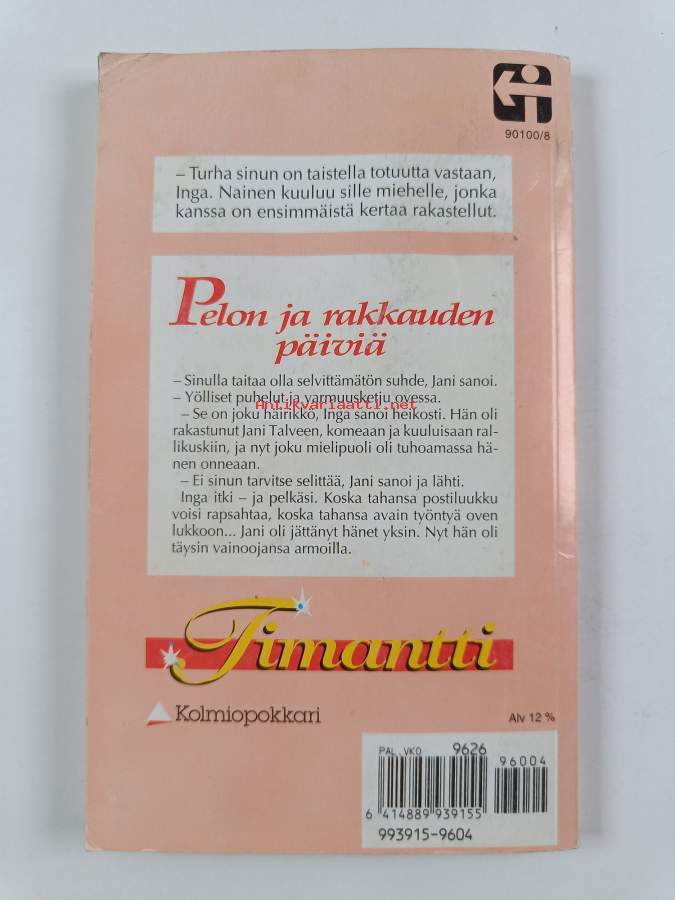 90100/8
– Turha sinun on taistella totuutta vastaan,
Inga. Nainen kuuluu sille miehelle, jonka
kanssa on ensimmäistä kertaa rakastellut.
Pelon ja rakkauden
päiviä
– Sinulla taitaa olla selvittämätön suhde, Jani sanoi.
– Yölliset puhelut ja varmuusketju ovessa.
Antikvariaatti.net
– Se on joku häirikkö, Inga sanoi heikosti. Hän oli
rakastunut Jani Talveen, komeaan ja kuuluisaan ral-
likuskiin, ja nyt joku mielipuoli oli tuhoamassa hä-
nen onneaan.
– Ei sinun tarvitse selittää, Jani sanoi ja lähti.
Inga itki – ja pelkäsi. Koska tahansa postiluukku
voisi rapsahtaa, koska tahansa avain työntyä oven
lukkoon... Jani oli jättänyt hänet yksin. Nyt hän oli
täysin vainoojansa armoilla.
Timantti
Kolmiopokkari
Alv 12 %
PAL. VKO 9626
96004
6 414889 939155
993915-9604